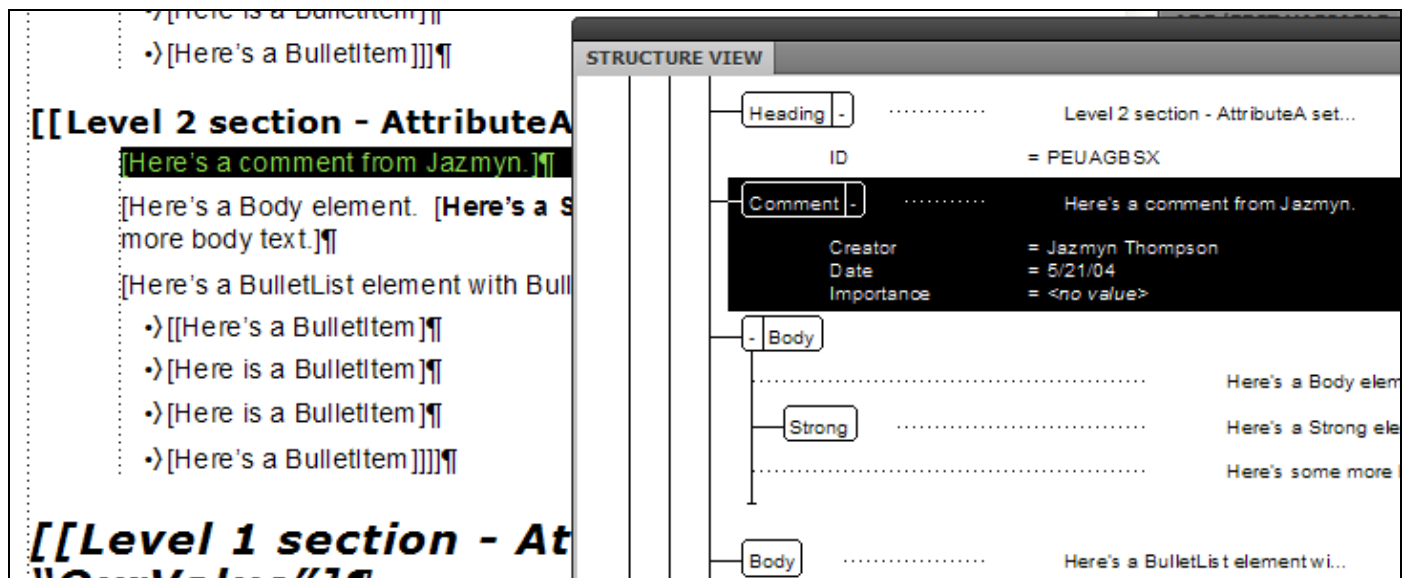 [Here's a BulletItem]]]¶
[[Level 2 section - AttributeA
[Here's a comment from Jazmyn.]¶
[Here's a Body element. [Here's a S
more body text.]¶
[Here's a BulletList element with Bull
•⟩[[Here's a BulletItem]¶
•⟩[Here is a BulletItem]¶
•⟩[Here is a BulletItem]¶
•⟩[Here's a BulletItem]]]]¶
[[Level 1 section - At
"OurValue"]¶
STRUCTURE VIEW
Heading - Level 2 section - AttributeA set...
ID = PEUAGBSX
Comment - Here's a comment from Jazmyn.
Creator = Jazmyn Thompson
Date = 5/21/04
Importance = <no value>
- Body
Here's a Body elem
Strong Here's a Strong ele
Here's some more
Body Here's a BulletList element wi...